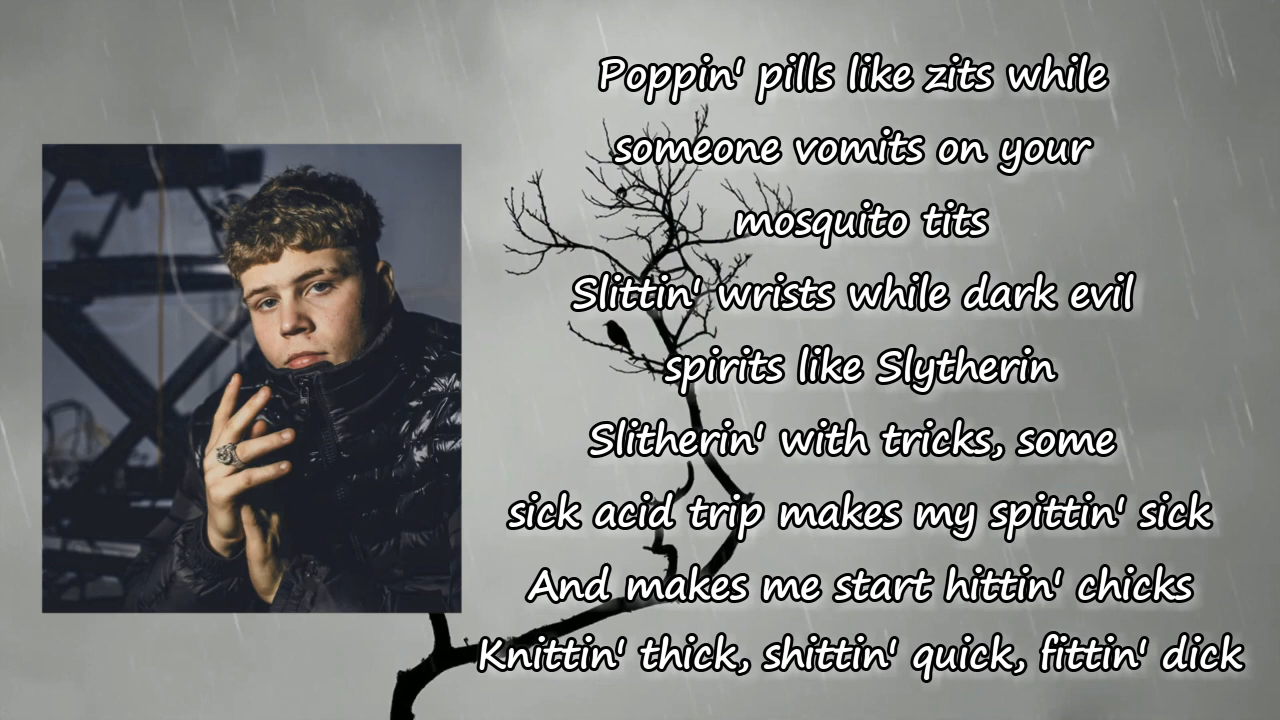 Poppin' pills like zits while
someone vomits on your
mosquito tits
Slittin' wrists while dark evil
spirits like Slytherin
Slitherin' with tricks, some
sick acid trip makes my spittin' sick
And makes me start hittin' chicks
Knittin' thick, shittin' quick, fittin' dick